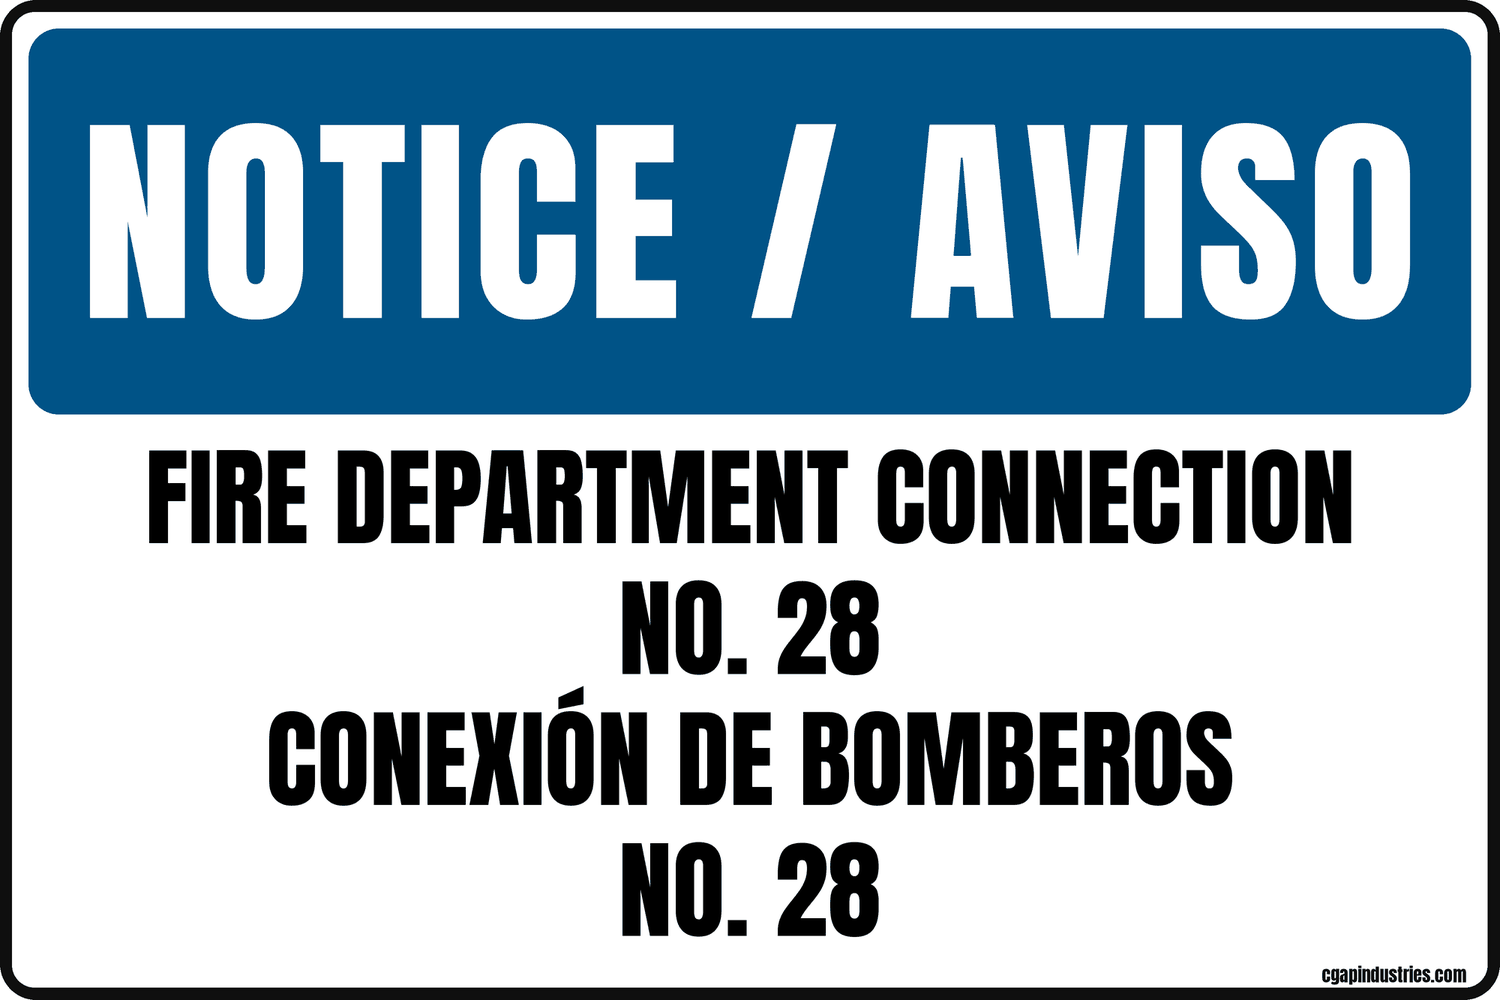 NOTICE / AVISO
FIRE DEPARTMENT CONNECTION
NO. 28
CONEXIÓN DE BOMBEROS
NO. 28
cgapindustries.com